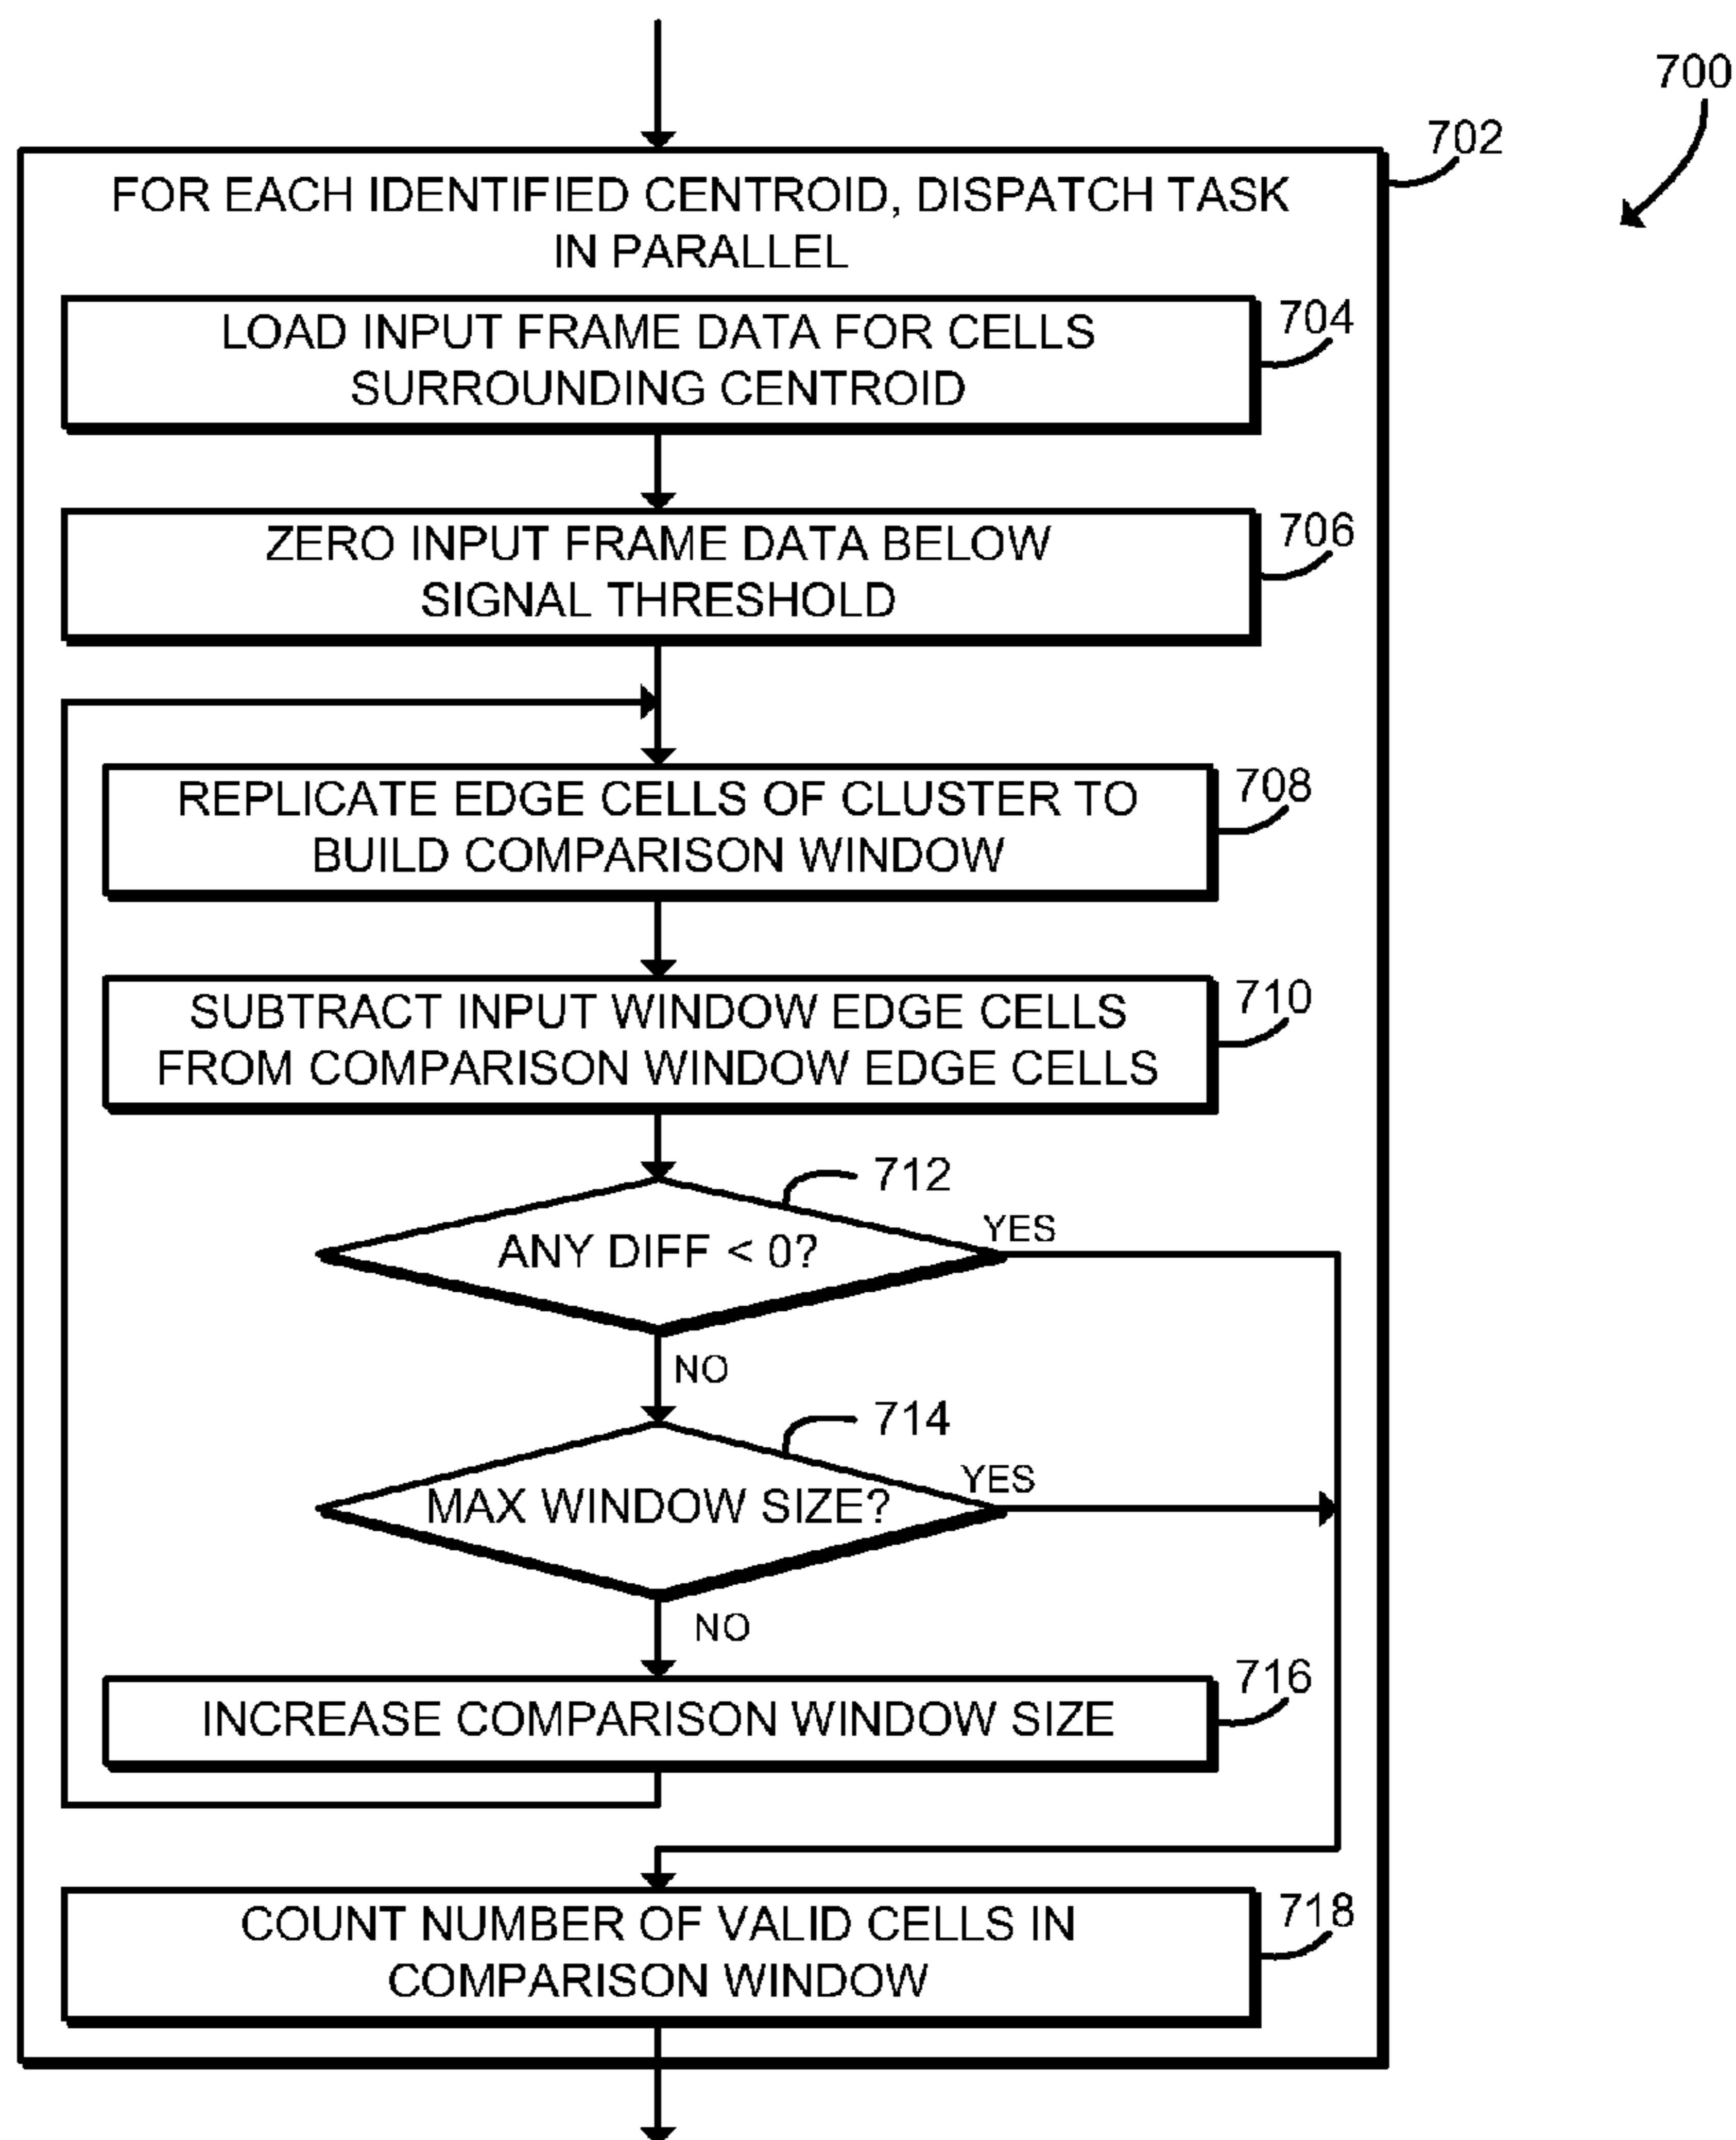 700
702
FOR EACH IDENTIFIED CENTROID, DISPATCH TASK
IN PARALLEL
704
LOAD INPUT FRAME DATA FOR CELLS
SURROUNDING CENTROID
706
ZERO INPUT FRAME DATA BELOW
SIGNAL THRESHOLD
708
REPLICATE EDGE CELLS OF CLUSTER TO
BUILD COMPARISON WINDOW
710
SUBTRACT INPUT WINDOW EDGE CELLS
FROM COMPARISON WINDOW EDGE CELLS
712
YES
ANY DIFF < 0?
NO
714
YES
MAX WINDOW SIZE?
NO
716
INCREASE COMPARISON WINDOW SIZE
718
COUNT NUMBER OF VALID CELLS IN
COMPARISON WINDOW